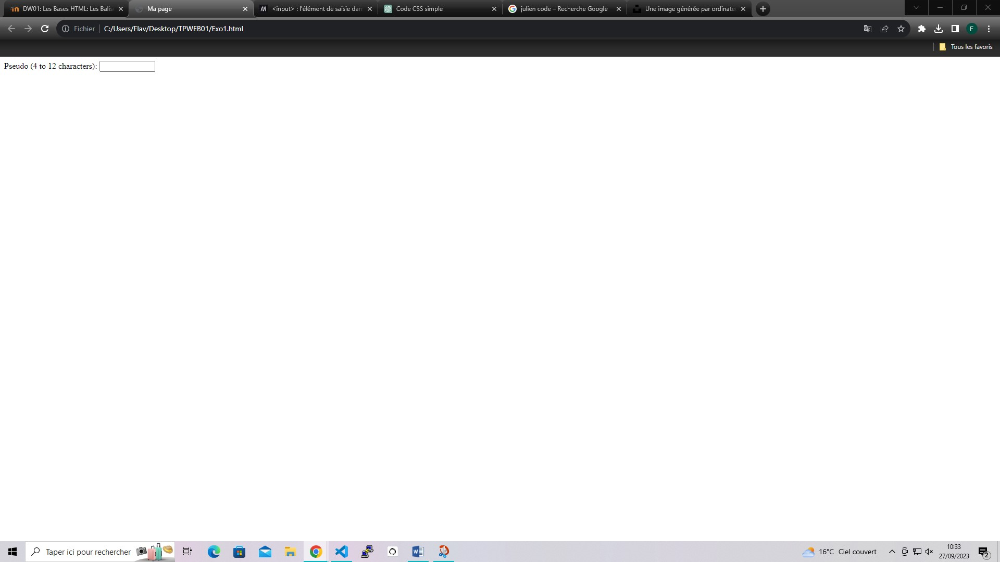 DW01: Les Bases HTML: Les Balis
Ma page
<input> : l'élément de saisie dan
Code CSS simple
julien code – Recherche Google
Une image générée par ordinate
Fichier
C:/Users/Flav/Desktop/TPWEB01/Exo1.html
F
Tous les favoris
Pseudo (4 to 12 characters):
Taper ici pour rechercher
16°C Ciel couvert
10:33
27/09/2023
2